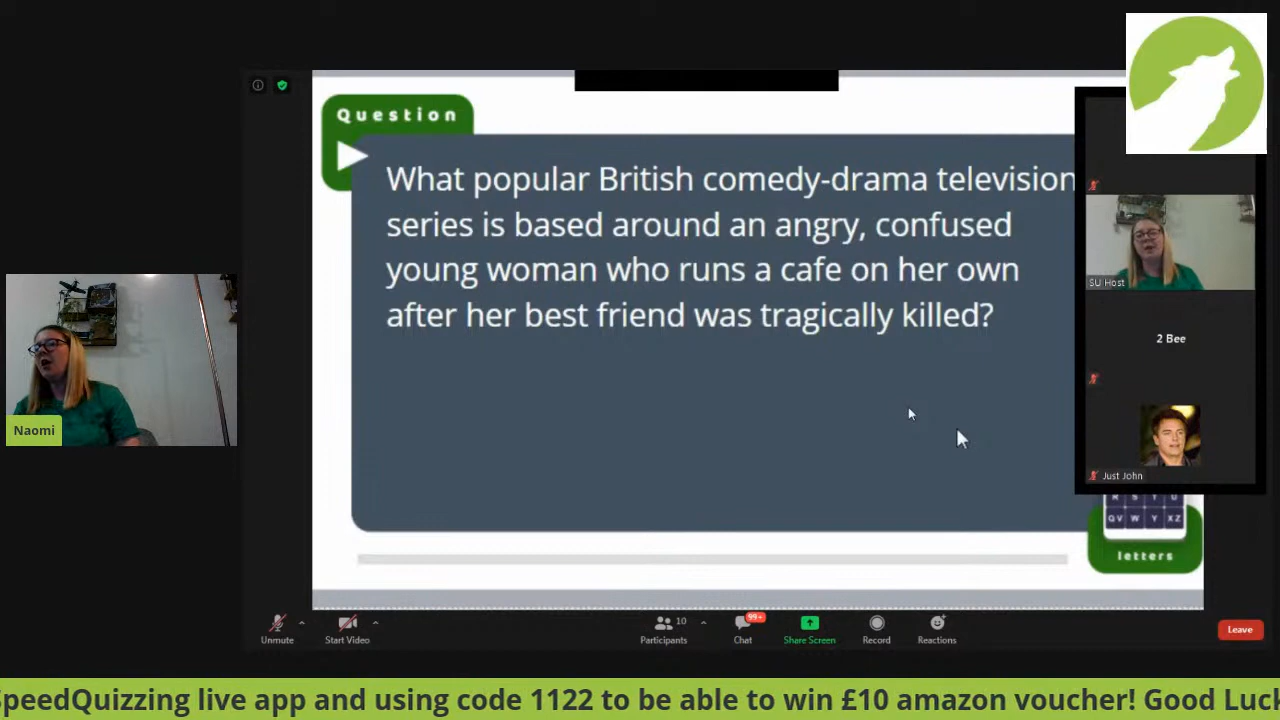 Question
What popular British comedy-drama television
series is based around an angry, confused
young woman who runs a cafe on her own
after her best friend was tragically killed?
Naomi
SU Host
2 Bee
Just John
R S T U
QV W Y XZ
letters
Unmute
Start Video
10
Participants
99+
Chat
Share Screen
Record
Reactions
Leave
SpeedQuizzing live app and using code 1122 to be able to win £10 amazon voucher! Good Luck